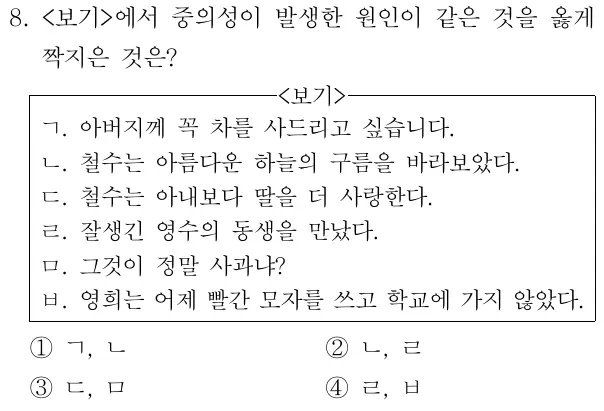 8. <보기>에서 중의성이 발생한 원인이 같은 것을 옳게
짝지은 것은?
<보기>
ㄱ. 아버지께 꼭 차를 사드리고 싶습니다.
ㄴ. 철수는 아름다운 하늘의 구름을 바라보았다.
ㄷ. 철수는 아내보다 딸을 더 사랑한다.
ㄹ. 잘생긴 영수의 동생을 만났다.
ㅁ. 그것이 정말 사과냐?
ㅂ. 영희는 어제 빨간 모자를 쓰고 학교에 가지 않았다.
① ㄱ, ㄴ ② ㄴ, ㄹ
③ ㄷ, ㅁ ④ ㄹ, ㅂ